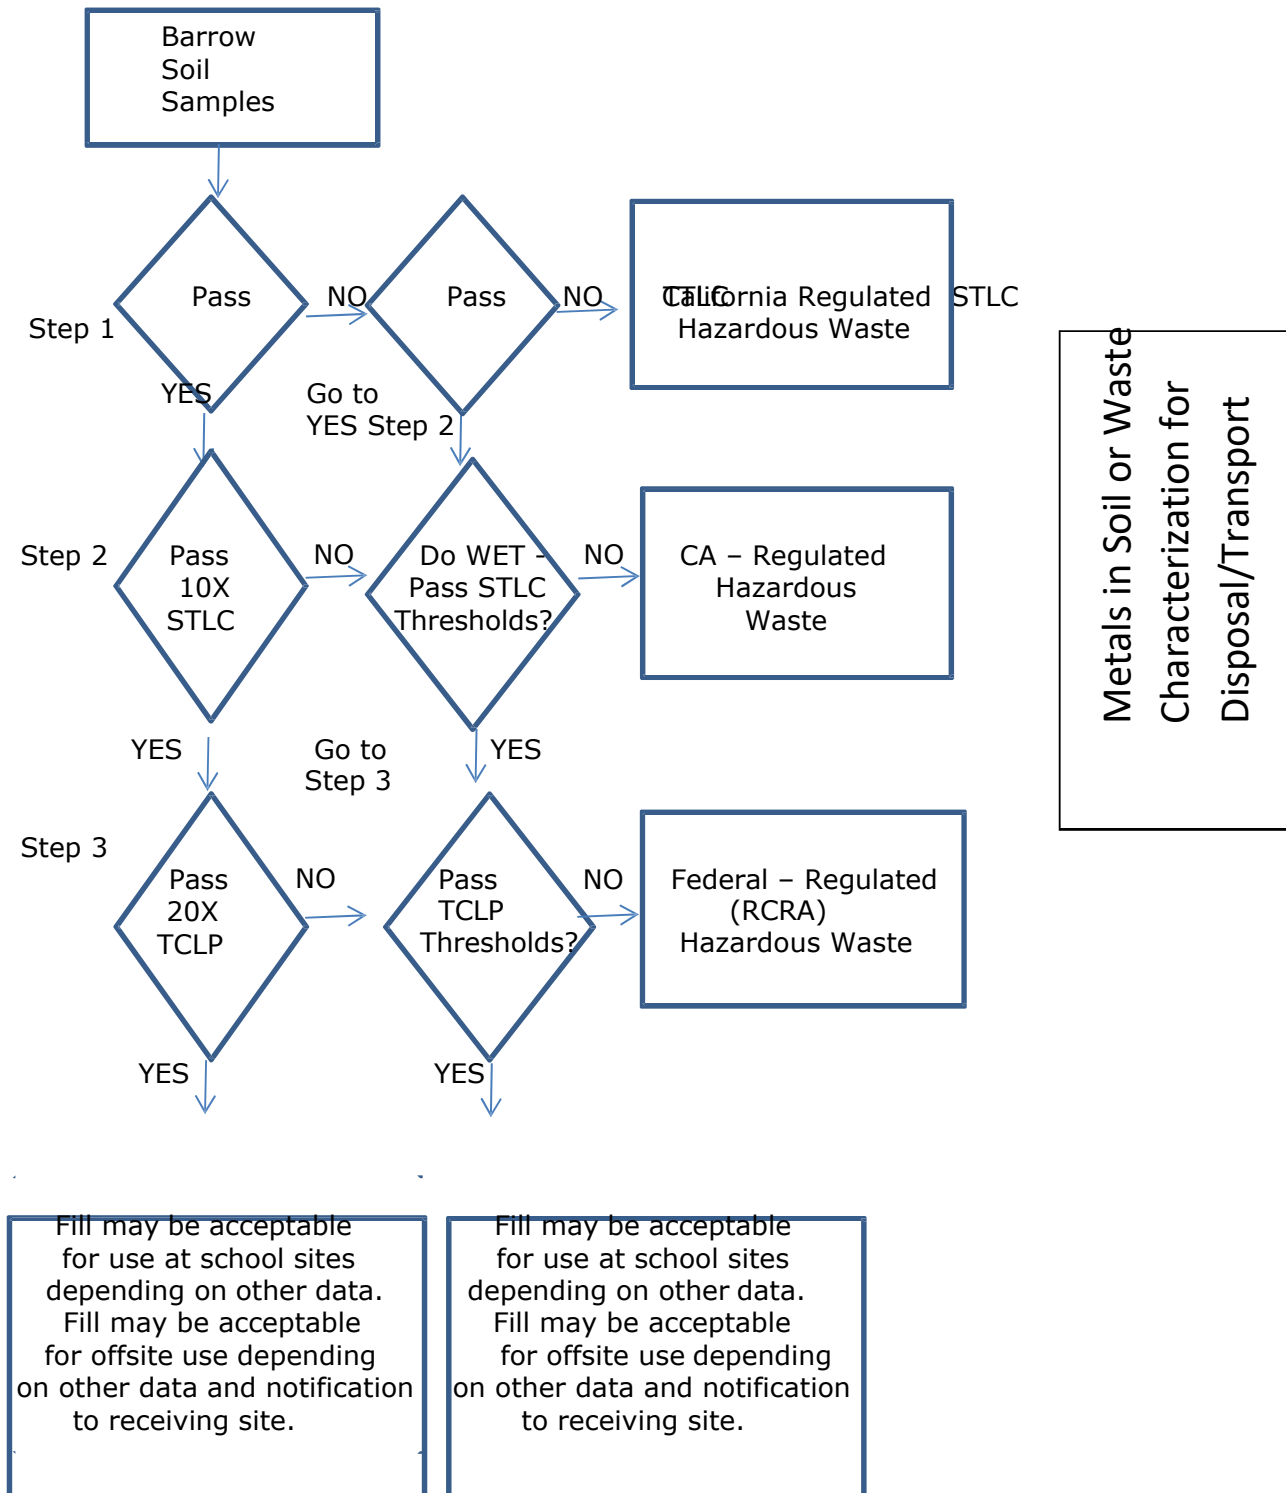 Barrow
Soil
Samples
Pass
NO
Pass
NO
TTLC
California Regulated
STLC
Hazardous Waste
Step 1
YES
Go to
YES Step 2
Step 2
Pass
10X
STLC
NO
Do WET -
Pass STLC
Thresholds?
NO
CA – Regulated
Hazardous
Waste
YES
Go to
Step 3
YES
Step 3
Pass
20X
TCLP
NO
Pass
TCLP
Thresholds?
NO
Federal – Regulated
(RCRA)
Hazardous Waste
YES
YES
Fill may be acceptable
for use at school sites
depending on other data.
Fill may be acceptable
for offsite use depending
on other data and notification
to receiving site.
Fill may be acceptable
for use at school sites
depending on other data.
Fill may be acceptable
for offsite use depending
on other data and notification
to receiving site.
Metals in Soil or Waste
Characterization for
Disposal/Transport